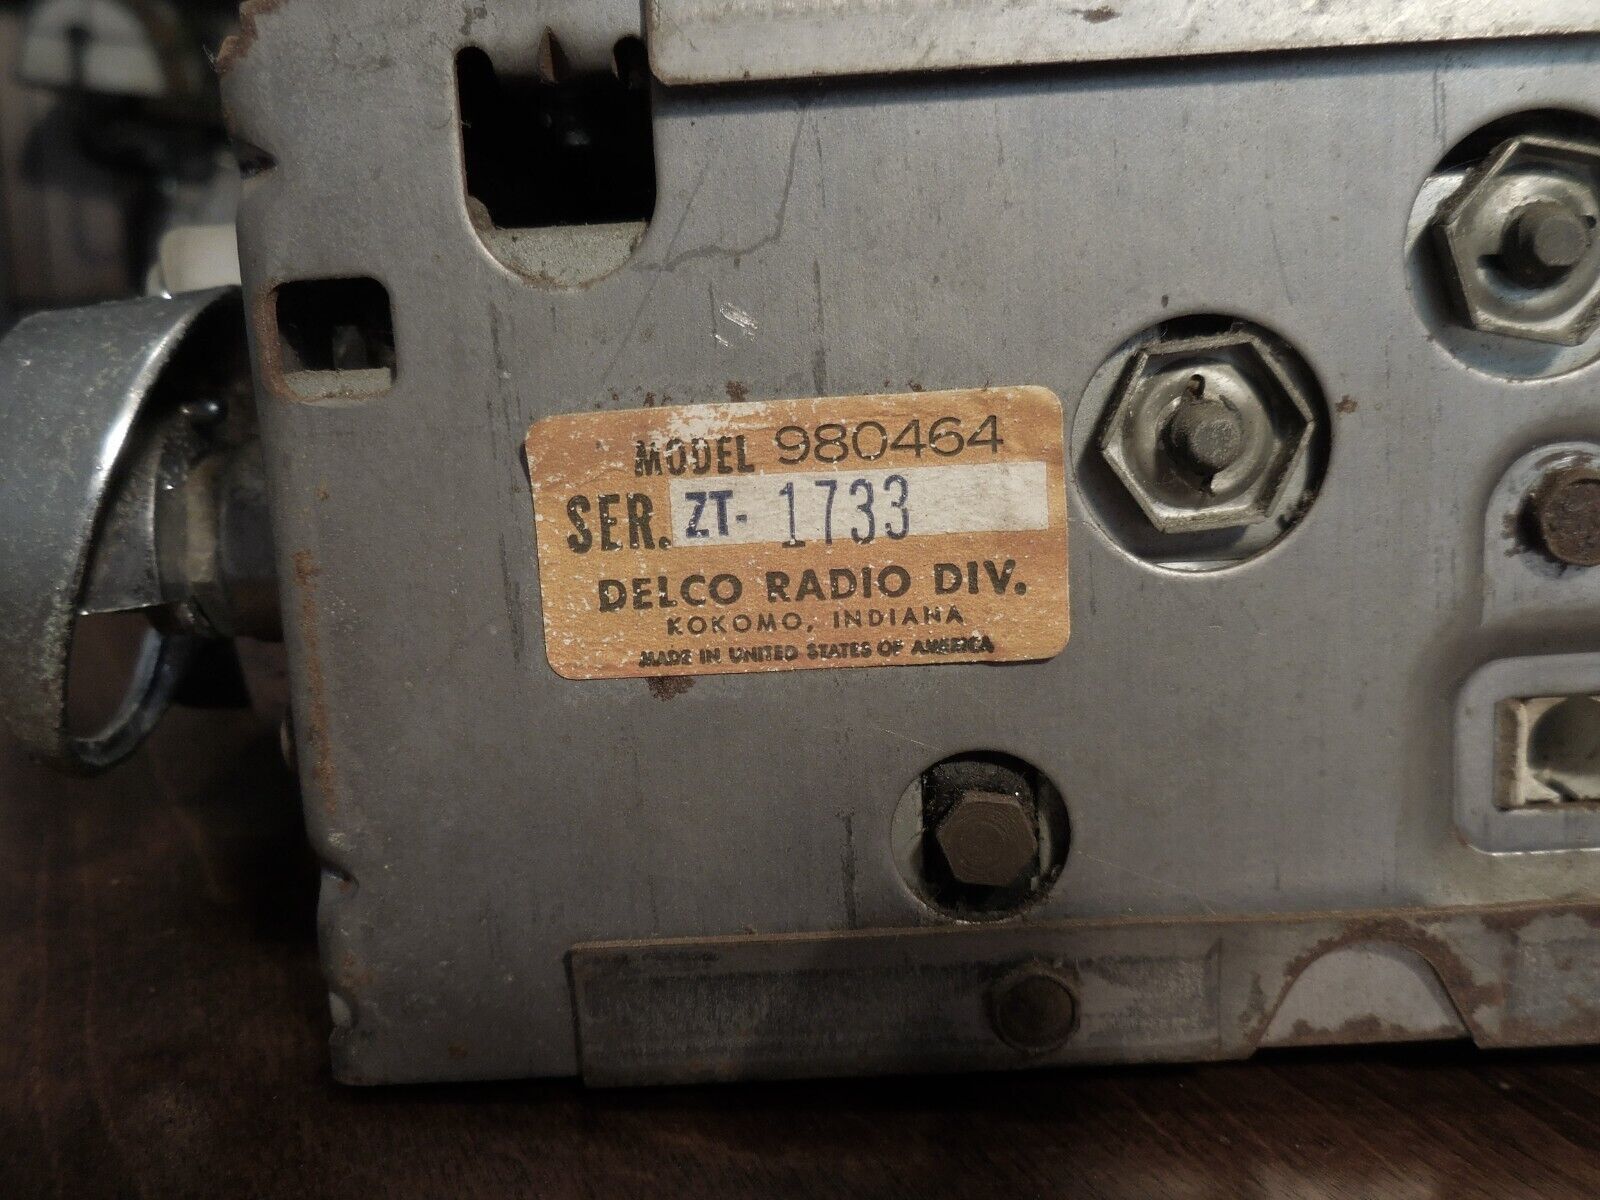 MODEL 980464
SER. ZT- 1733
DELCO RADIO DIV.
KOKOMO, INDIANA
MADE IN UNITED STATES OF AMERICA